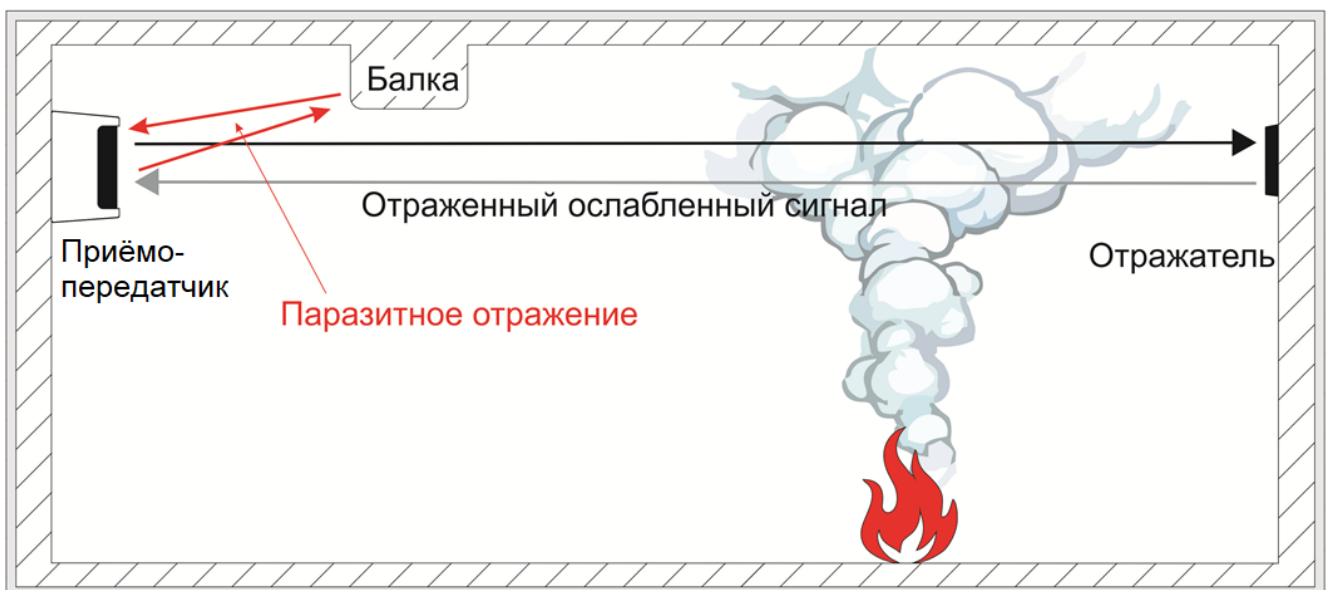 Балка
Отраженный ослабленный сигнал
Приёмо-
передатчик
Отражатель
Паразитное отражение